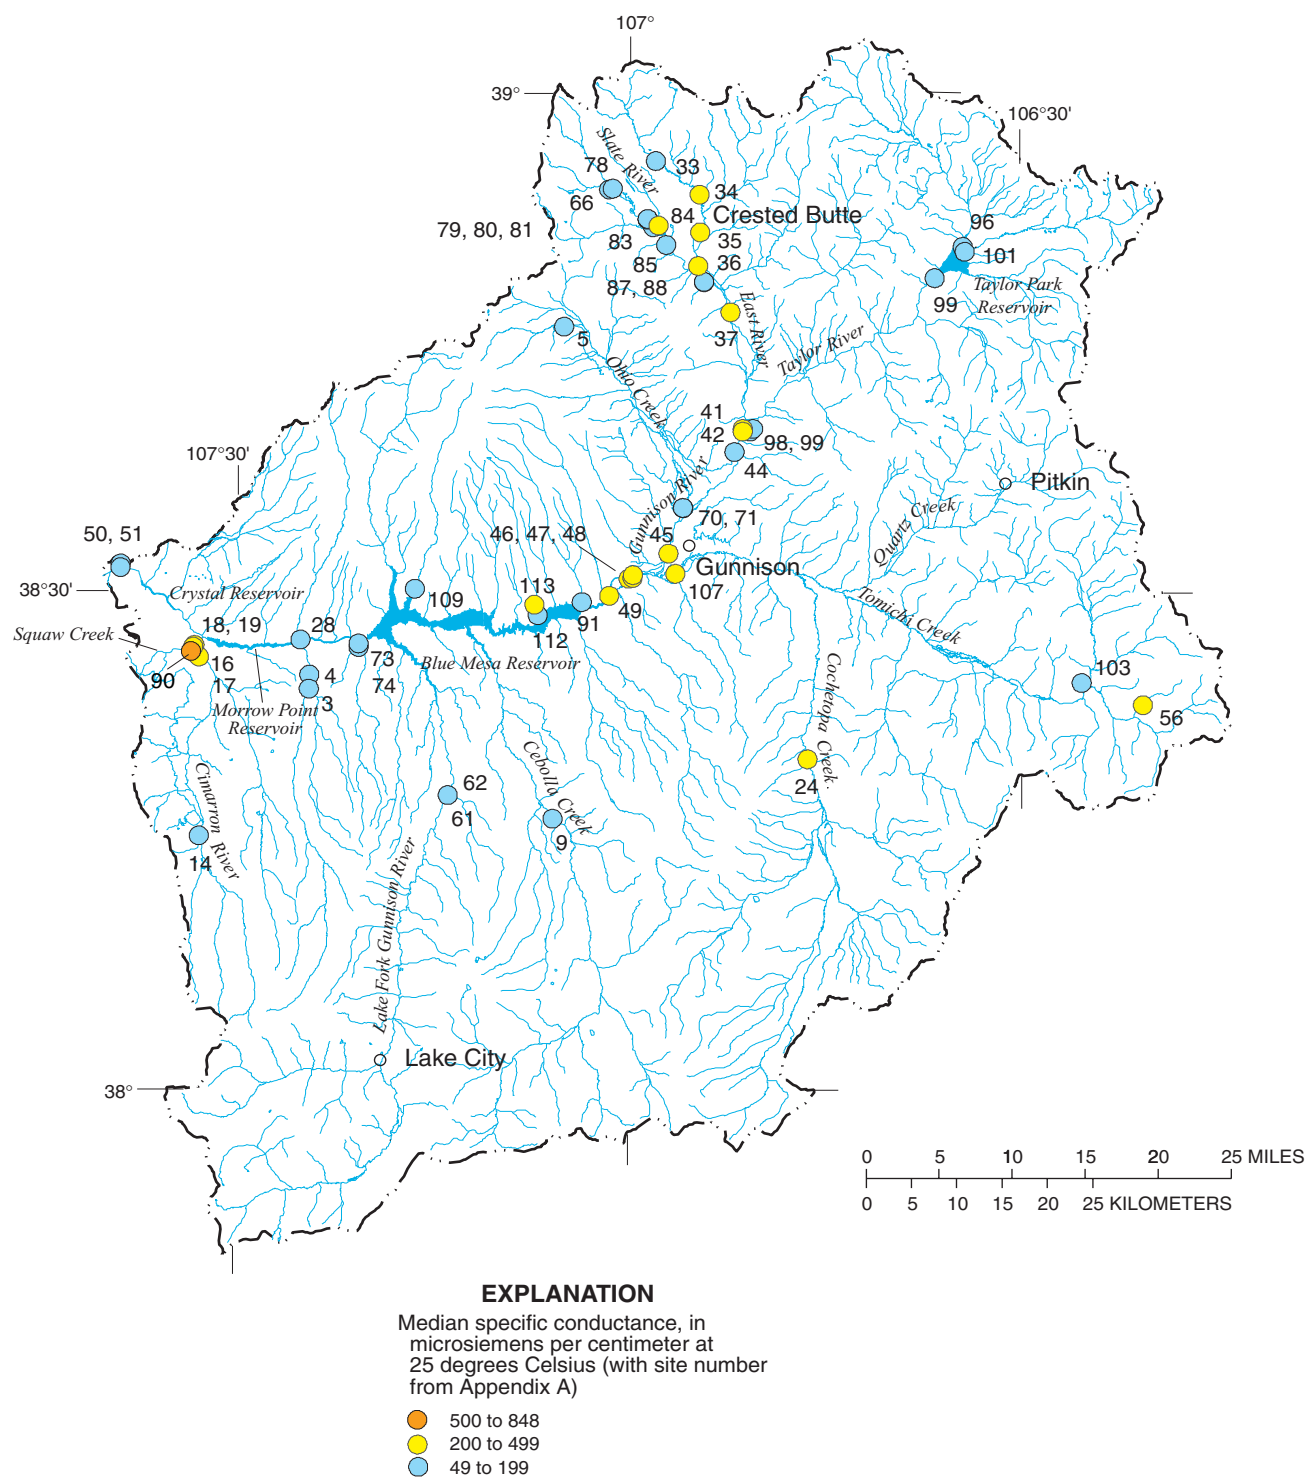 107°
39°
106°30'
Slate River
33
78
66
34
84
Crested Butte
79, 80, 81
83
35
96
101
85
36
87, 88
Taylor Park
Reservoir
99
East River
37
5
Taylor River
Ohio Creek
41
42
98, 99
44
107°30'
Pitkin
Gunnison River
Quartz Creek
70, 71
50, 51
46, 47, 48
45
Gunnison
38°30'
Crystal Reservoir
109
113
49
107
Tomichi Creek
Squaw Creek
18, 19
28
91
112
90
16
17
4
3
73
74
Blue Mesa Reservoir
Morrow Point
Reservoir
Cochetopa Creek
103
56
Cebolla Creek
24
Cimarron River
62
61
9
14
Lake Fork Gunnison River
Lake City
38°
0 5 10 15 20 25 MILES
0 5 10 15 20 25 KILOMETERS
EXPLANATION
Median specific conductance, in
microsiemens per centimeter at
25 degrees Celsius (with site number
from Appendix A)
500 to 848
200 to 499
49 to 199